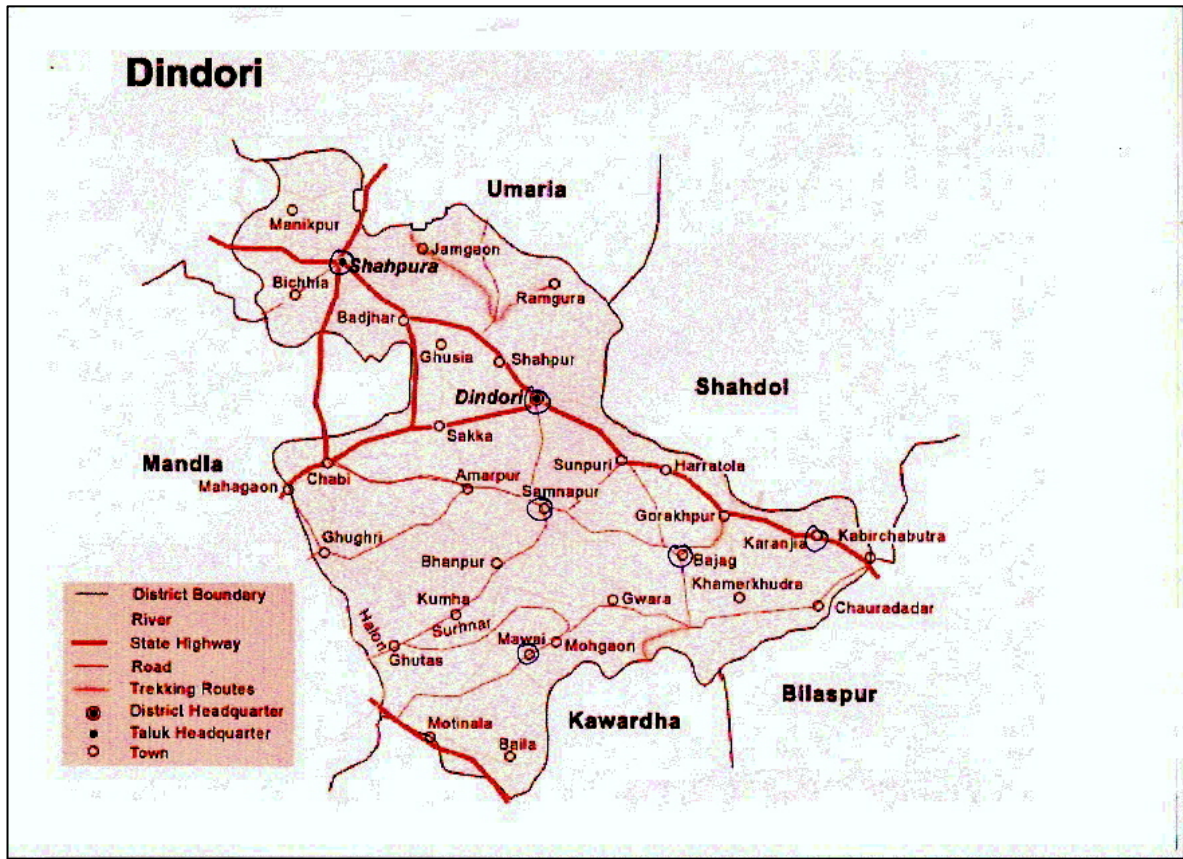 Dindori
Umaria
Manikpur
Jamgaon
Shahpura
Bichhia
Ramgura
Badjhar
Ghusia
Shahpur
Shahdol
Dindori
Sakka
Mandla
Chabi
Sunpuri
Harratola
Mahagaon
Amarpur
Samnapur
Gorakhpur
Ghughri
Karanjia
Kabirchabutra
Bhanpur
Bajag
Khamerkhudra
Kumha
Gwara
Chauradadar
Surhnar
Halon
Mawai
Mohgaon
Ghutas
Bilaspur
Kawardha
Motinala
Baila
District Boundary
River
State Highway
Road
Trekking Routes
District Headquarter
Taluk Headquarter
Town